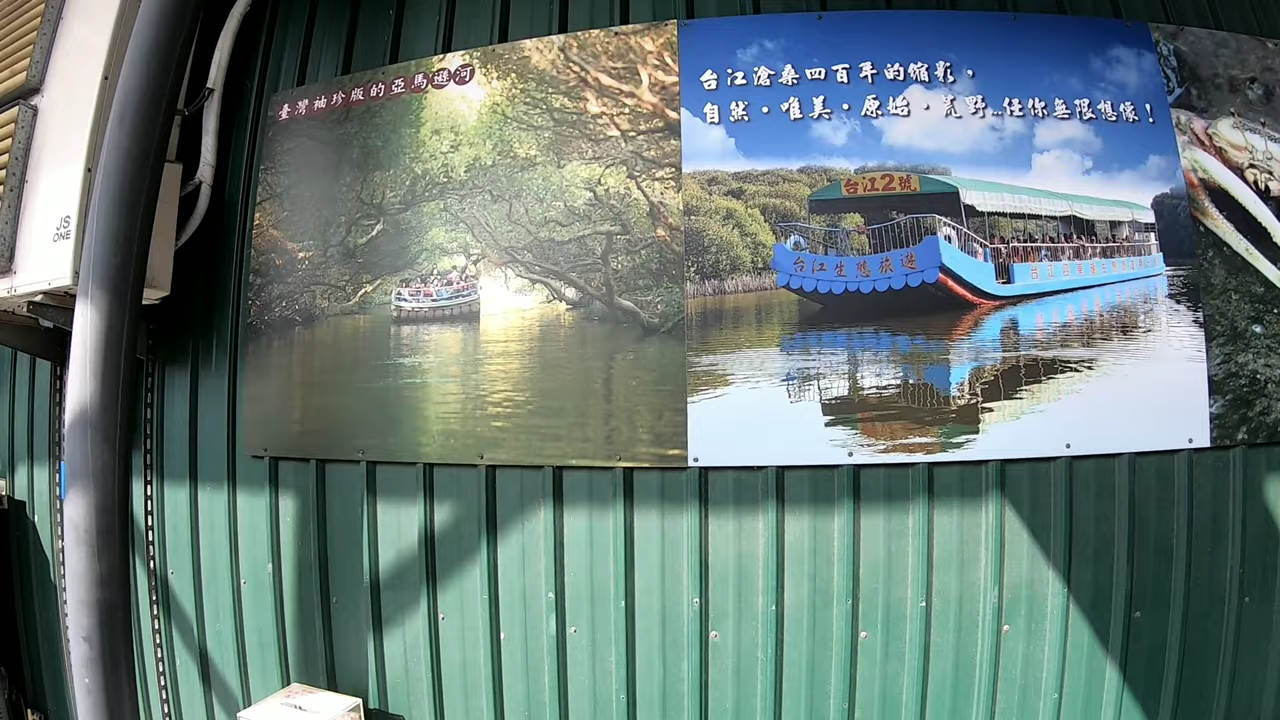 臺灣袖珍版的亞馬遜河
台江滄桑四百年的縮影，
自然・唯美・原始・荒野...任你無限想像！
台江2號
台江生態旅遊
JS
ONE